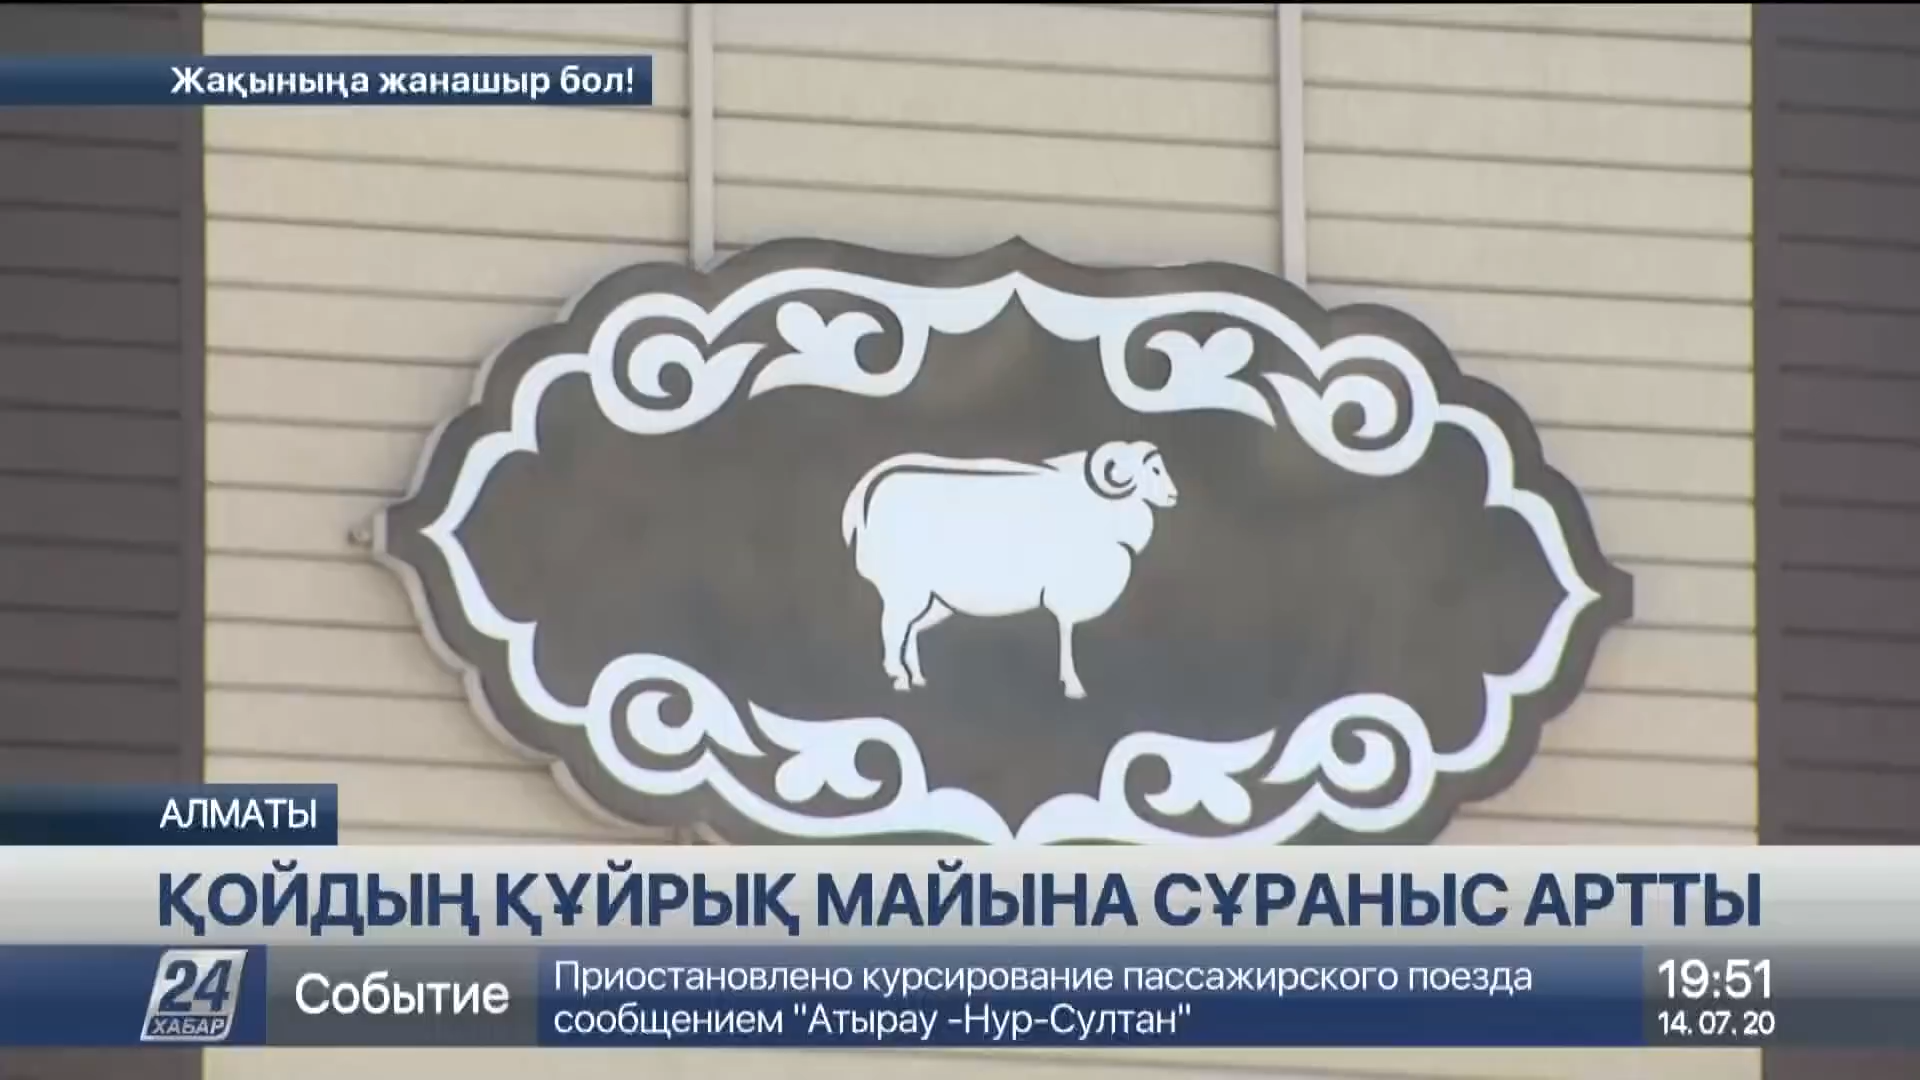 Жақыныңа жанашыр бол!
АЛМАТЫ
ҚОЙДЫҢ ҚҰЙРЫҚ МАЙЫНА СҰРАНЫС АРТТЫ
24
ХАБАР
Событие
Приостановлено курсирование пассажирского поезда
сообщением "Атырау -Нур-Султан"
19:51
14. 07. 20